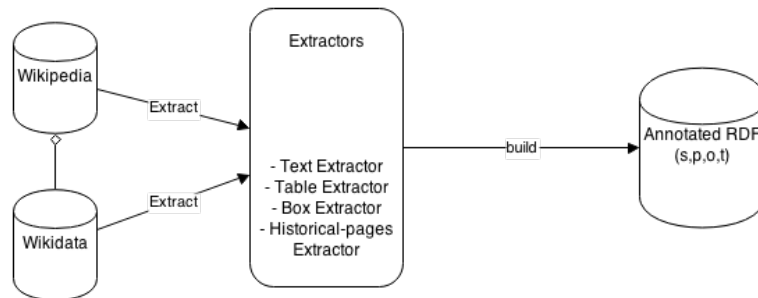 Wikipedia
Wikidata
Extract
Extract
Extractors
- Text Extractor
- Table Extractor
- Box Extractor
- Historical-pages
Extractor
build
Annotated RDF
(s,p,o,t)